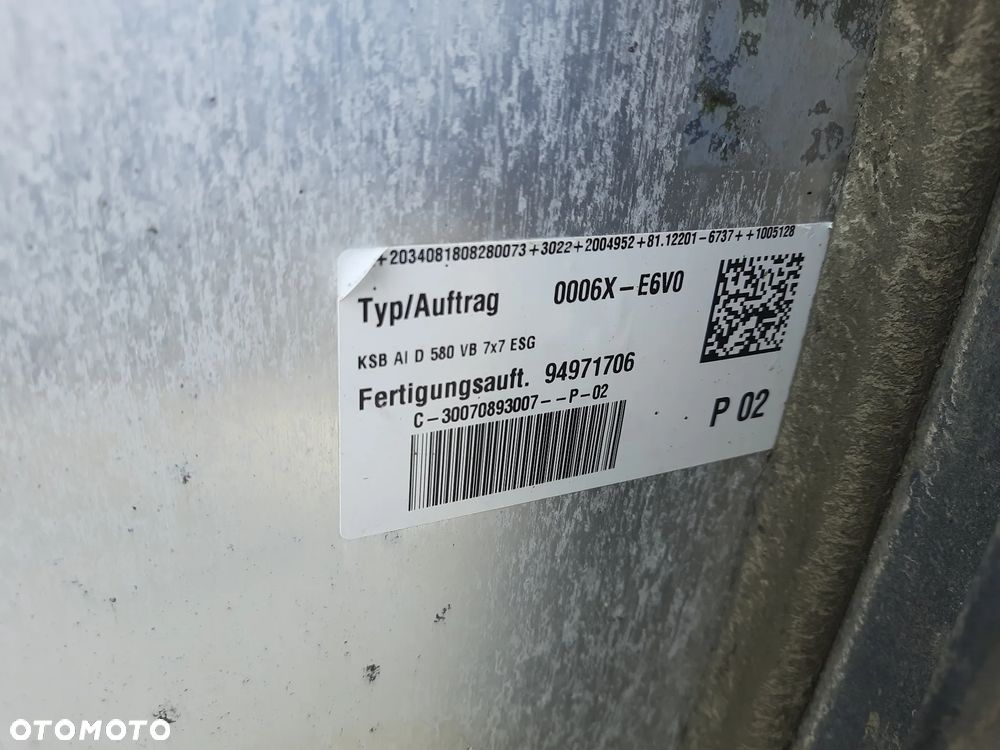 +2034081808280073+3022++2004952+81.12201-6737++1005128
Typ/Auftrag 0006X-E6V0
KSB Al D 580 VB 7x7 ESG
Fertigungsauft. 94971706
C-30070893007--P-02
P 02
OTOMOTO